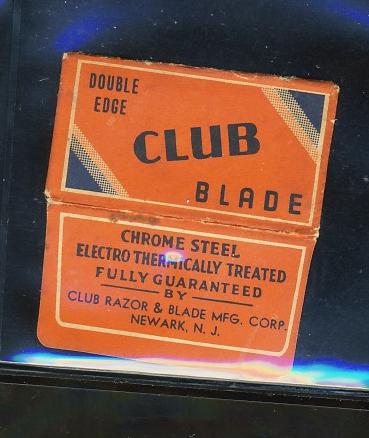 DOUBLE
EDGE
CLUB
BLADE
CHROME STEEL
ELECTRO THERMICALLY TREATED
FULLY GUARANTEED
BY
CLUB RAZOR & BLADE MFG. CORP.
NEWARK, N. J.